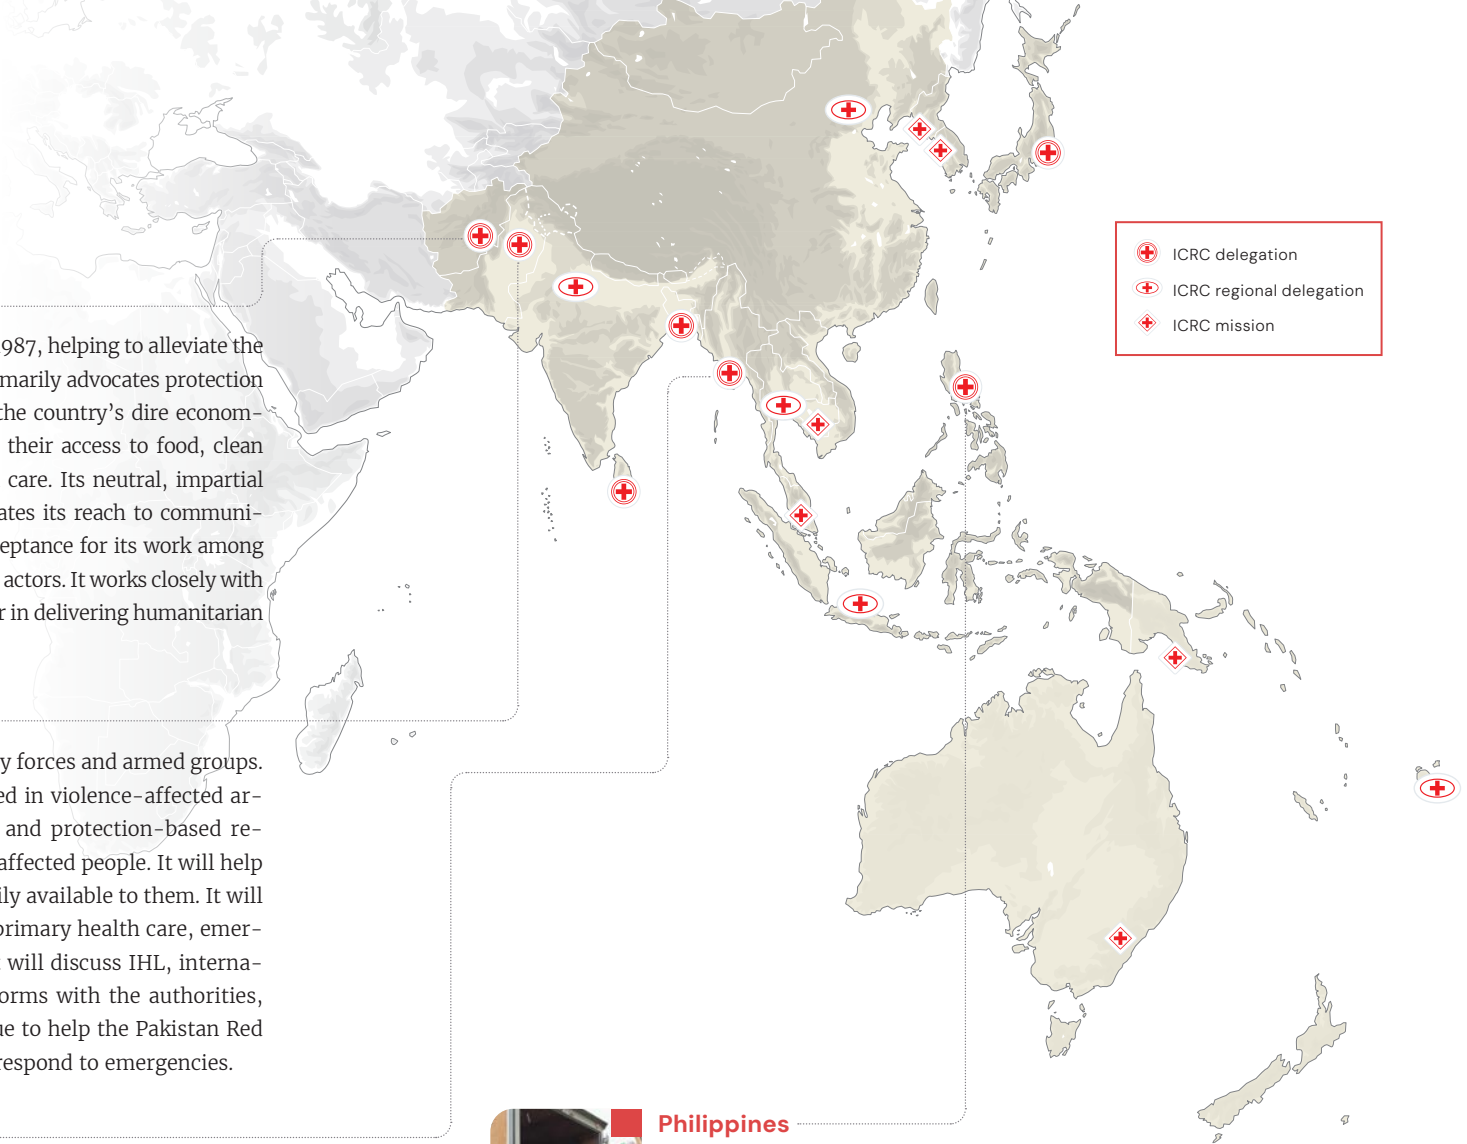 ICRC delegation
ICRC regional delegation
ICRC mission
987, helping to alleviate the
marily advocates protection
the country’s dire econom-
their access to food, clean
care. Its neutral, impartial
ates its reach to communi-
eptance for its work among
actors. It works closely with
r in delivering humanitarian
y forces and armed groups.
ed in violence-affected ar-
and protection-based re-
affected people. It will help
ily available to them. It will
primary health care, emer-
will discuss IHL, interna-
orms with the authorities,
ue to help the Pakistan Red
respond to emergencies.
Philippines